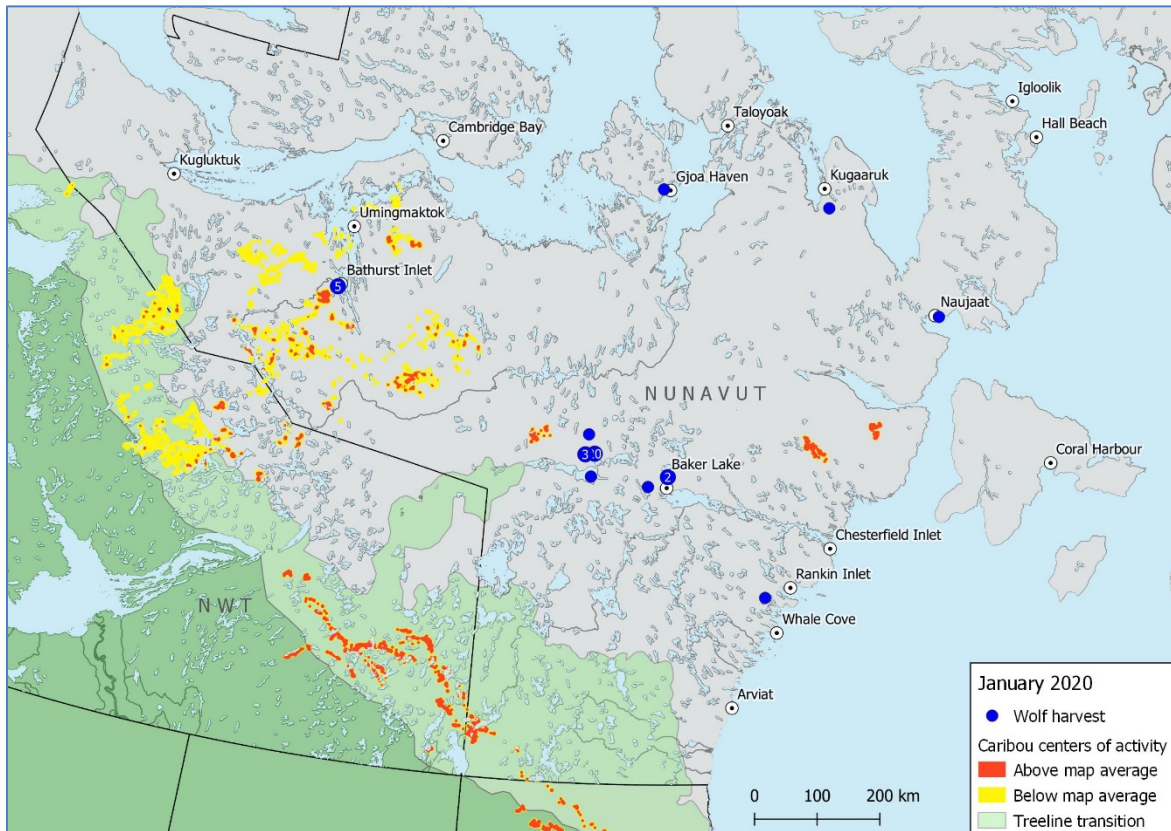 Igloolik
Taloyoak
Hall Beach
Cambridge Bay
Kugluktuk
Gjoa Haven
Kugaaruk
Umingmaktok
Bathurst Inlet
5
Naujaat
NUNAVUT
3
0
Baker Lake
2
Coral Harbour
Chesterfield Inlet
Rankin Inlet
NWT
Whale Cove
Arviat
January 2020
Wolf harvest
Caribou centers of activity
Above map average
Below map average
Treeline transition
0 100 200 km